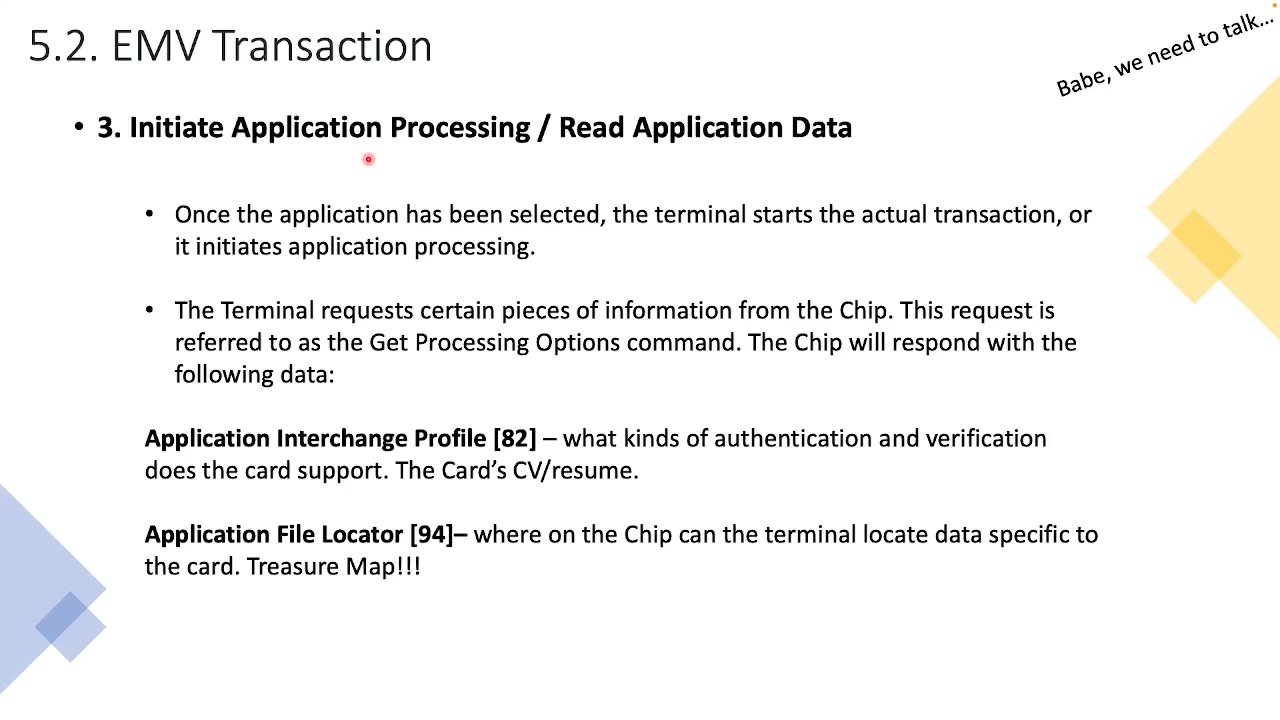 5.2. EMV Transaction
Babe, we need to talk...
• 3. Initiate Application Processing / Read Application Data
• Once the application has been selected, the terminal starts the actual transaction, or
it initiates application processing.
• The Terminal requests certain pieces of information from the Chip. This request is
referred to as the Get Processing Options command. The Chip will respond with the
following data:
Application Interchange Profile [82] – what kinds of authentication and verification
does the card support. The Card’s CV/resume.
Application File Locator [94]– where on the Chip can the terminal locate data specific to
the card. Treasure Map!!!